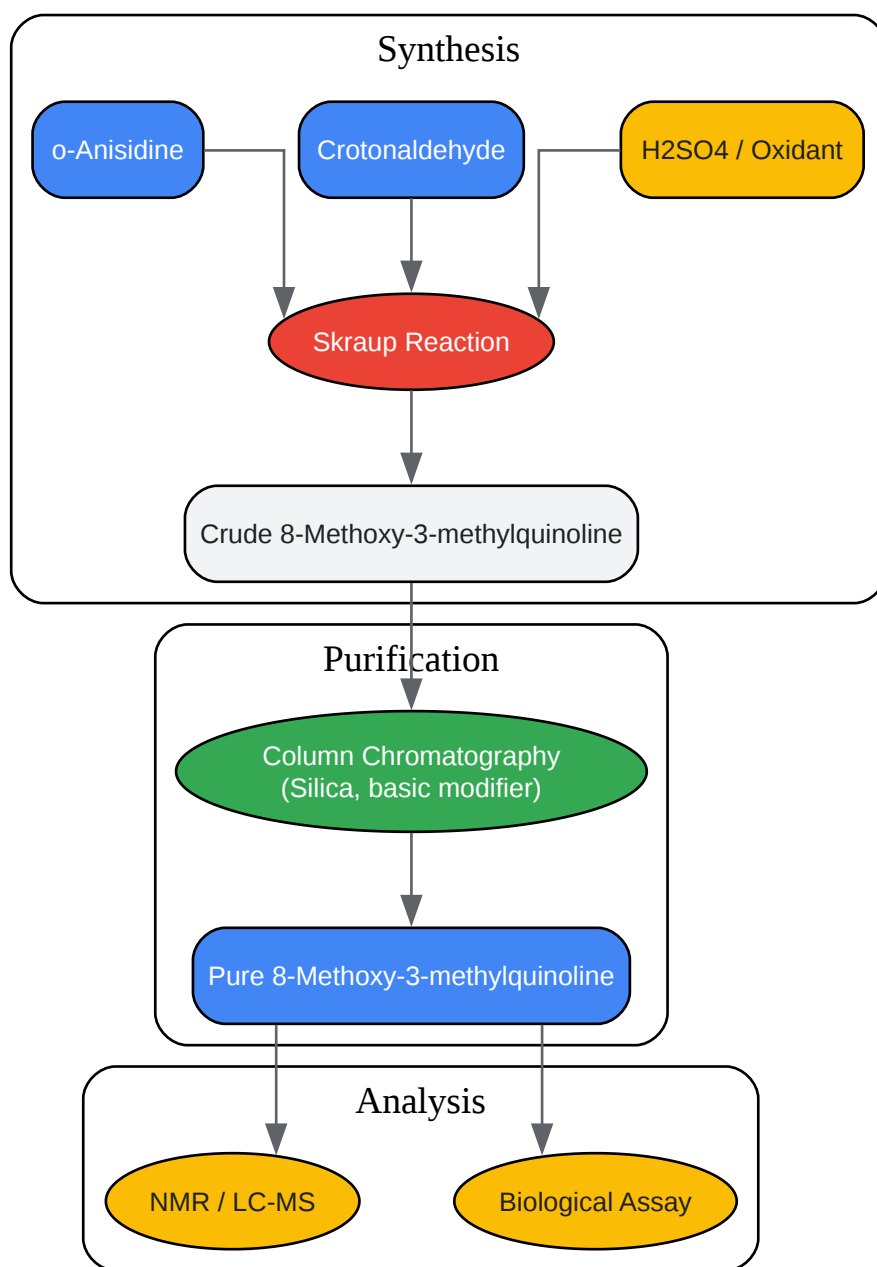 Synthesis
o-Anisidine
Crotonaldehyde
H2SO4 / Oxidant
Skraup Reaction
Crude 8-Methoxy-3-methylquinoline
Purification
Column Chromatography
(Silica, basic modifier)
Pure 8-Methoxy-3-methylquinoline
Analysis
NMR / LC-MS
Biological Assay